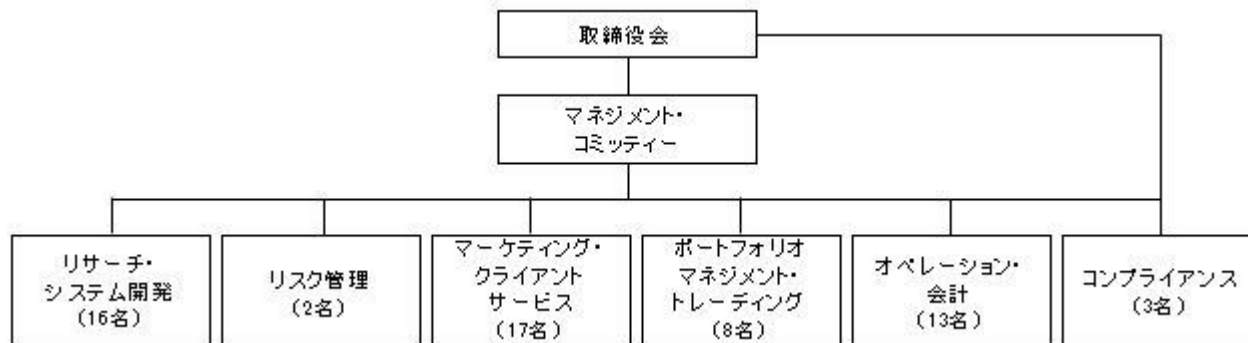 取締役会
マネジメント・
コミッティー
リサーチ・
システム開発
(16名)
リスク管理
(2名)
マーケティング・
クライアント
サービス
(17名)
ポートフォリオ
マネジメント・
トレーディング
(8名)
オペレーション・
会計
(13名)
コンプライアンス
(3名)